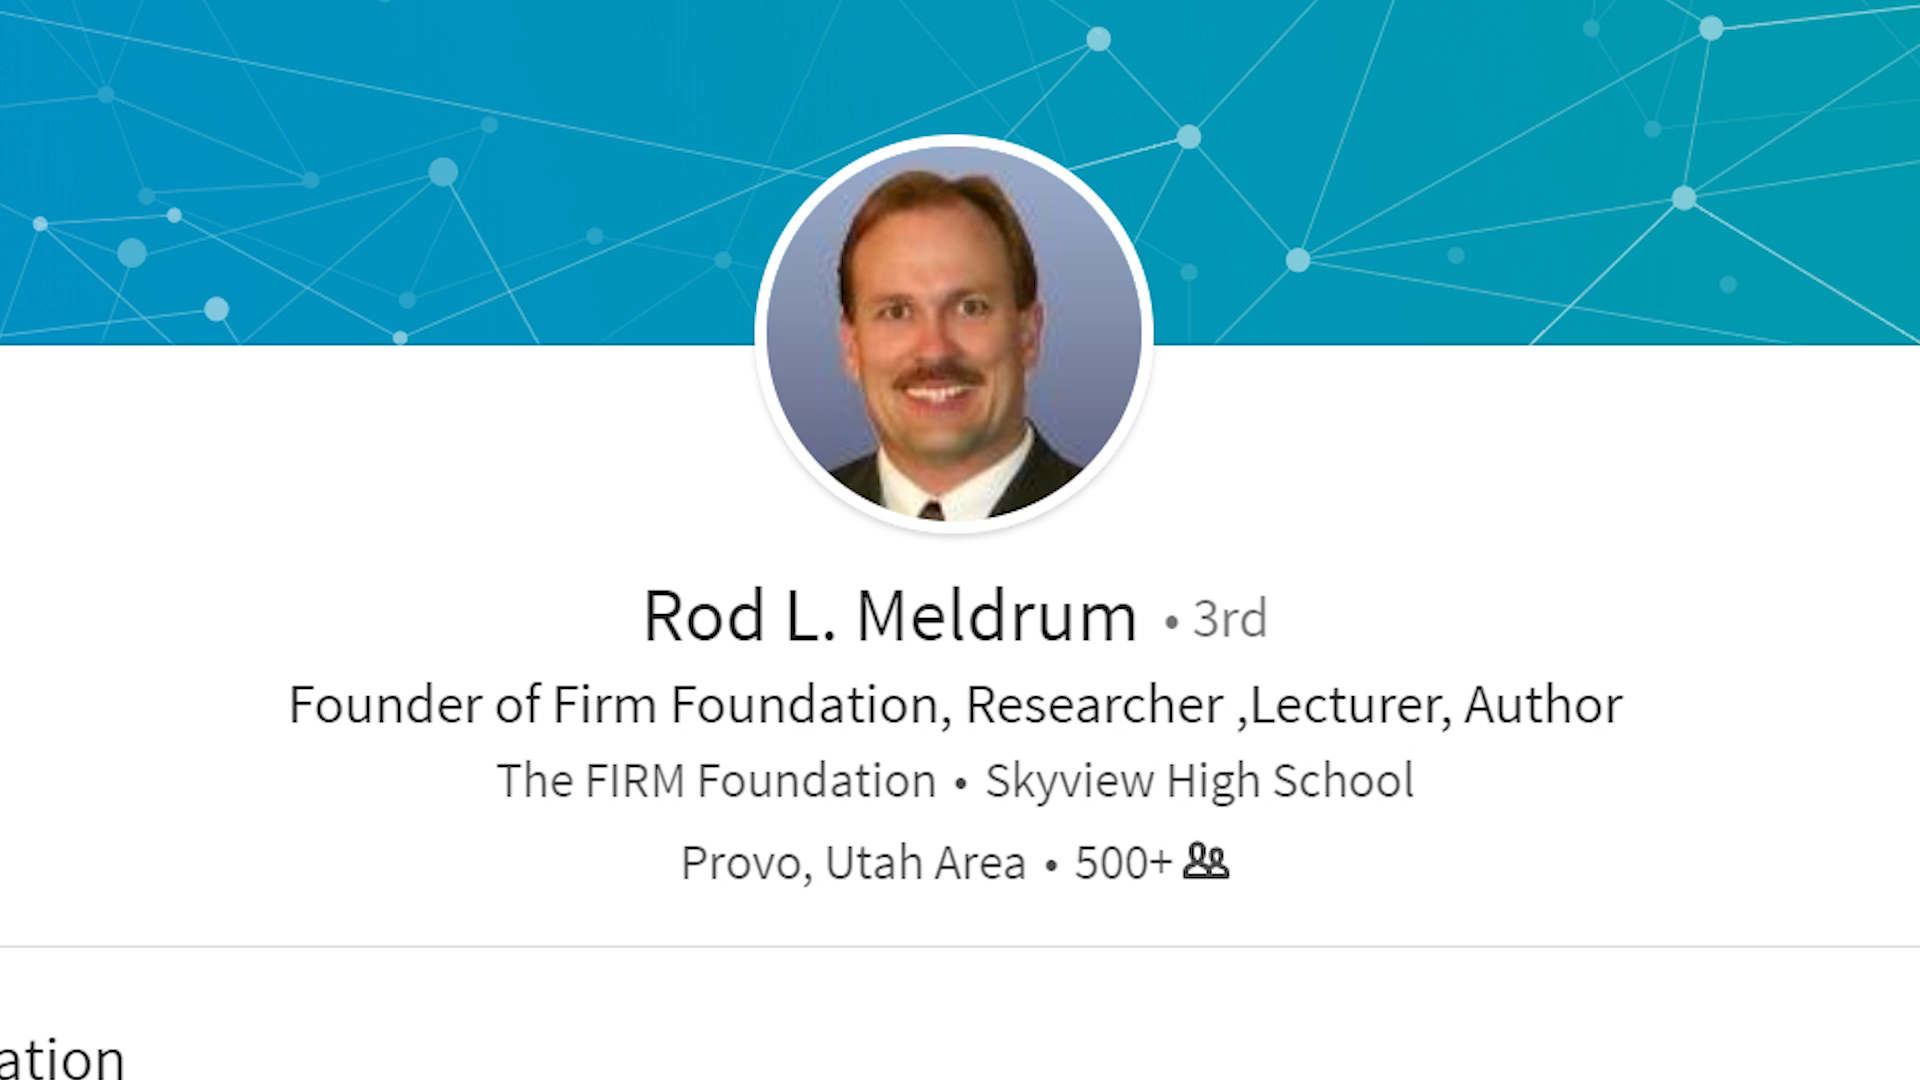 Rod L. Meldrum • 3rd
Founder of Firm Foundation, Researcher ,Lecturer, Author
The FIRM Foundation • Skyview High School
Provo, Utah Area • 500+
ation